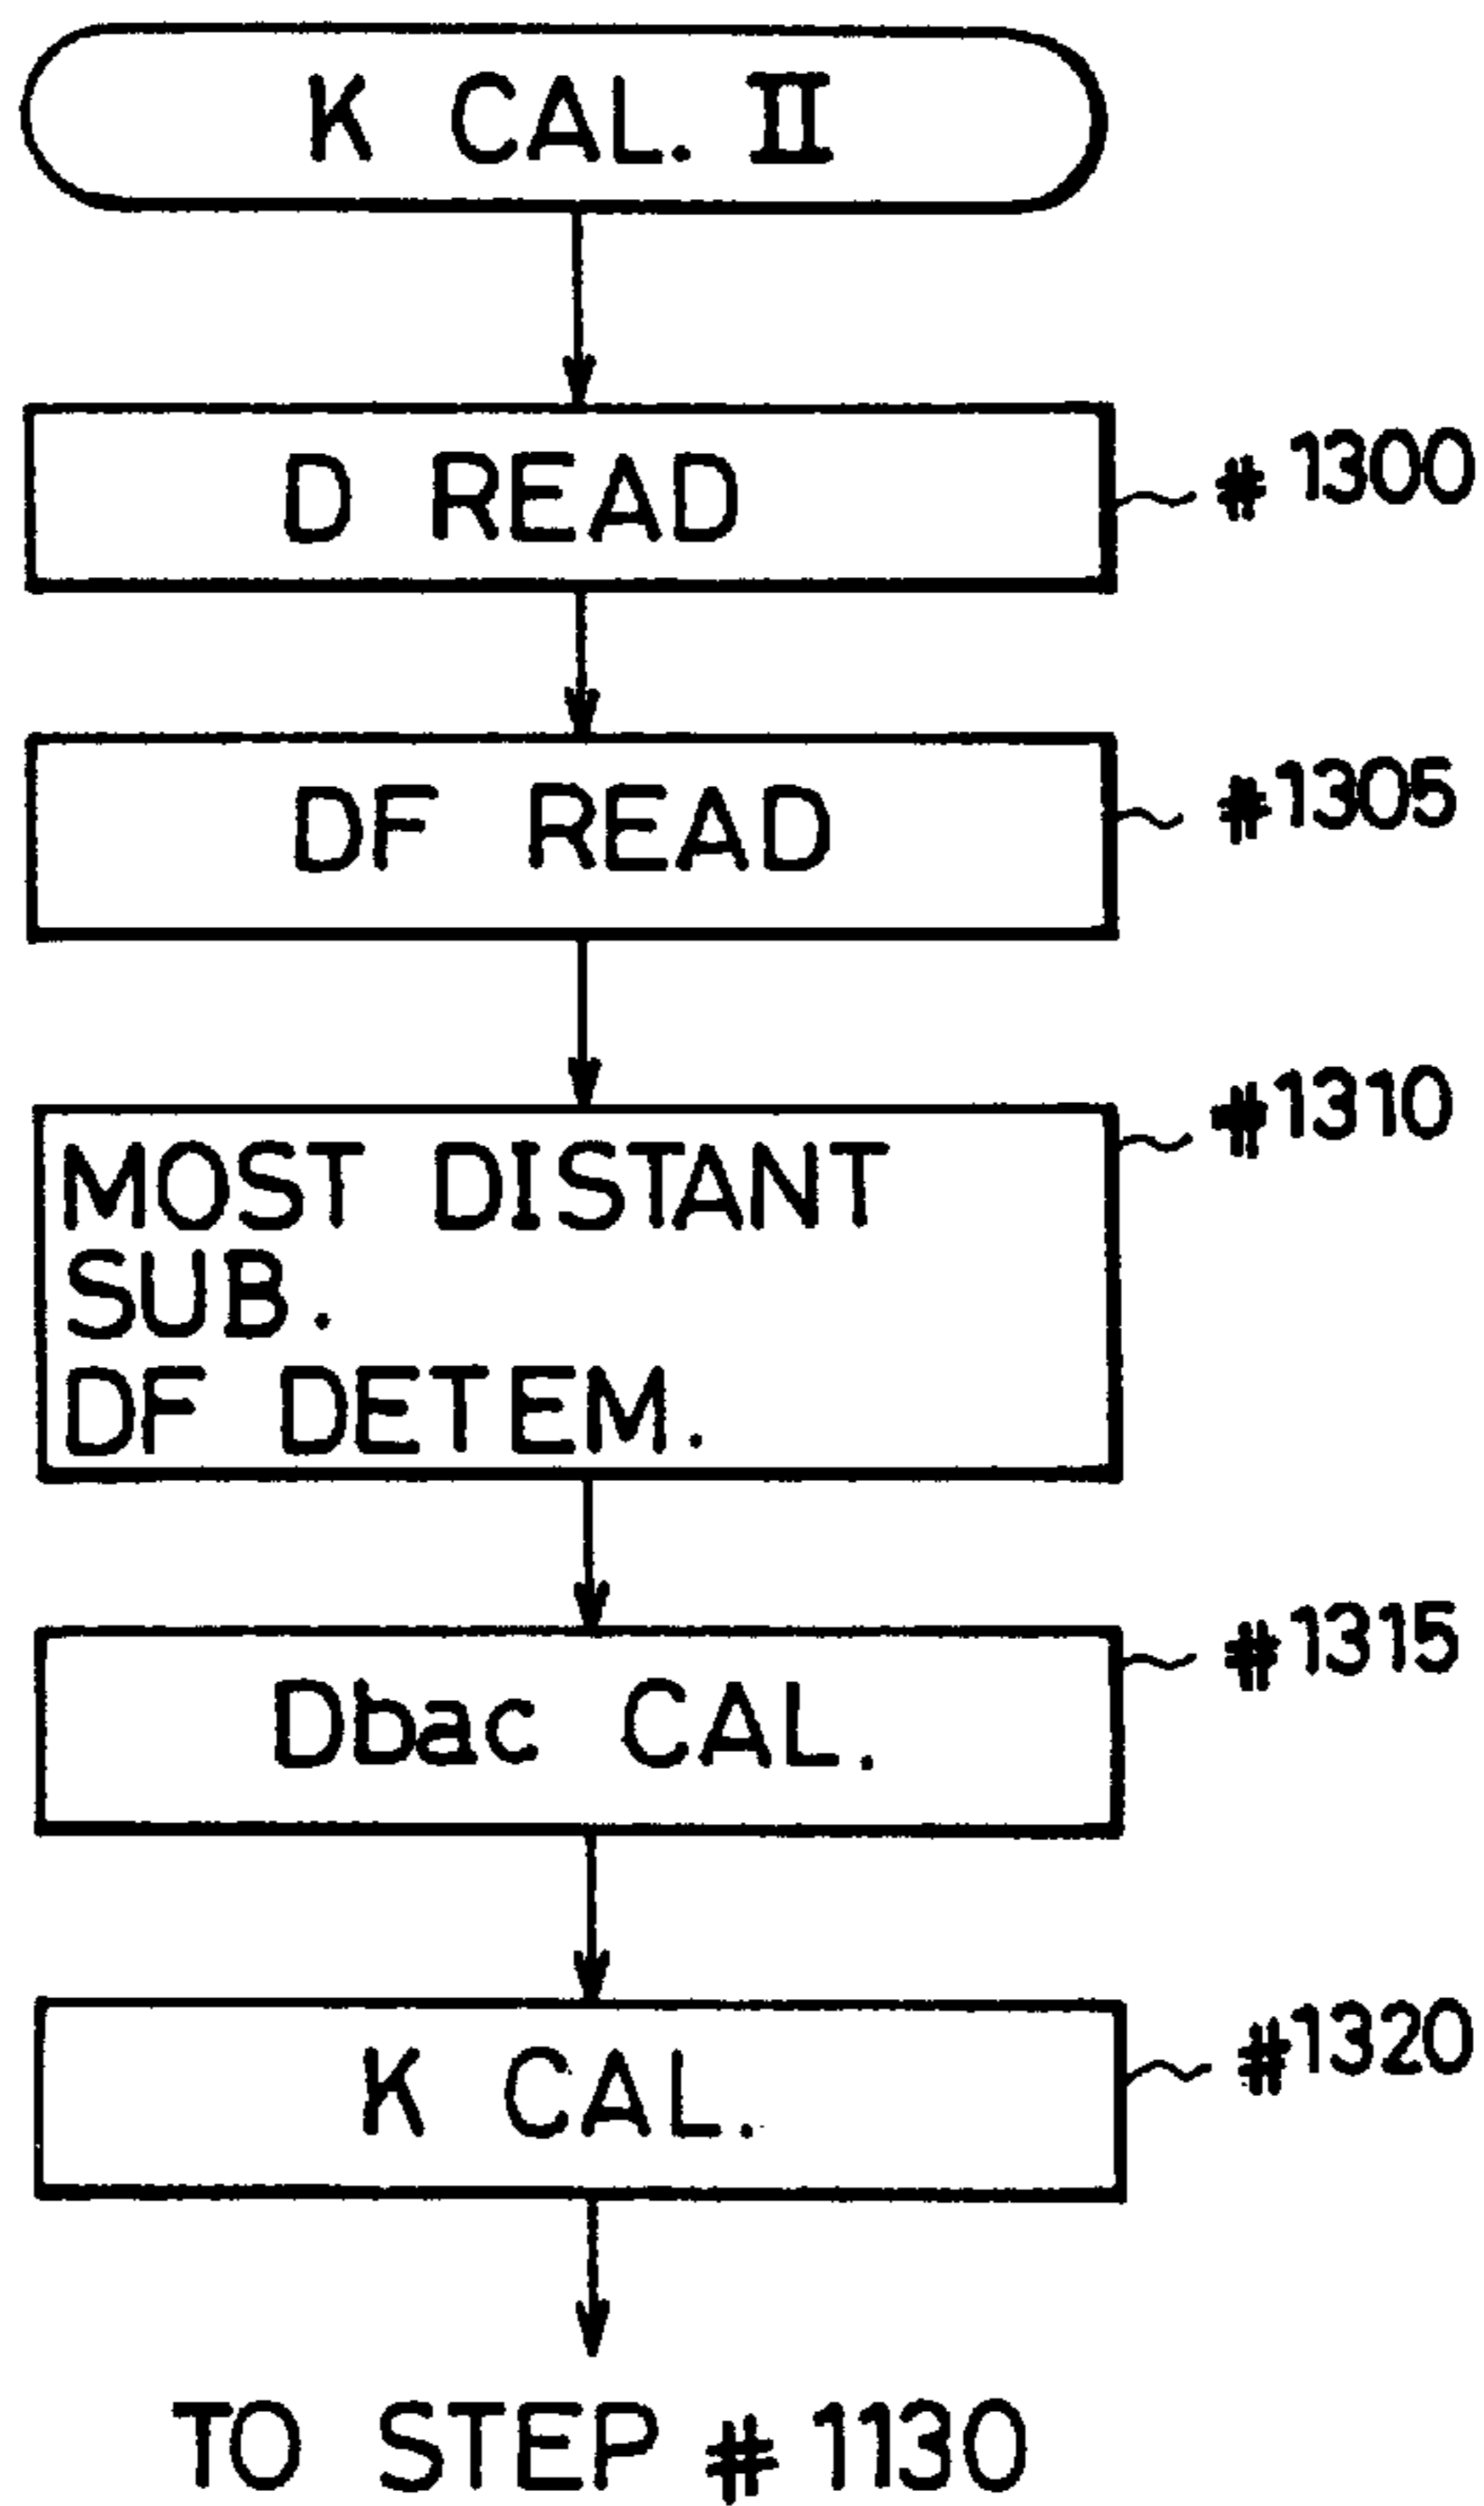 K CAL. II
D READ
#1300
DF READ
#1305
#1310
MOST DISTANT
SUB.
DF DETEM.
#1315
Dbac CAL.
K CAL.
#1320
TO STEP #1130